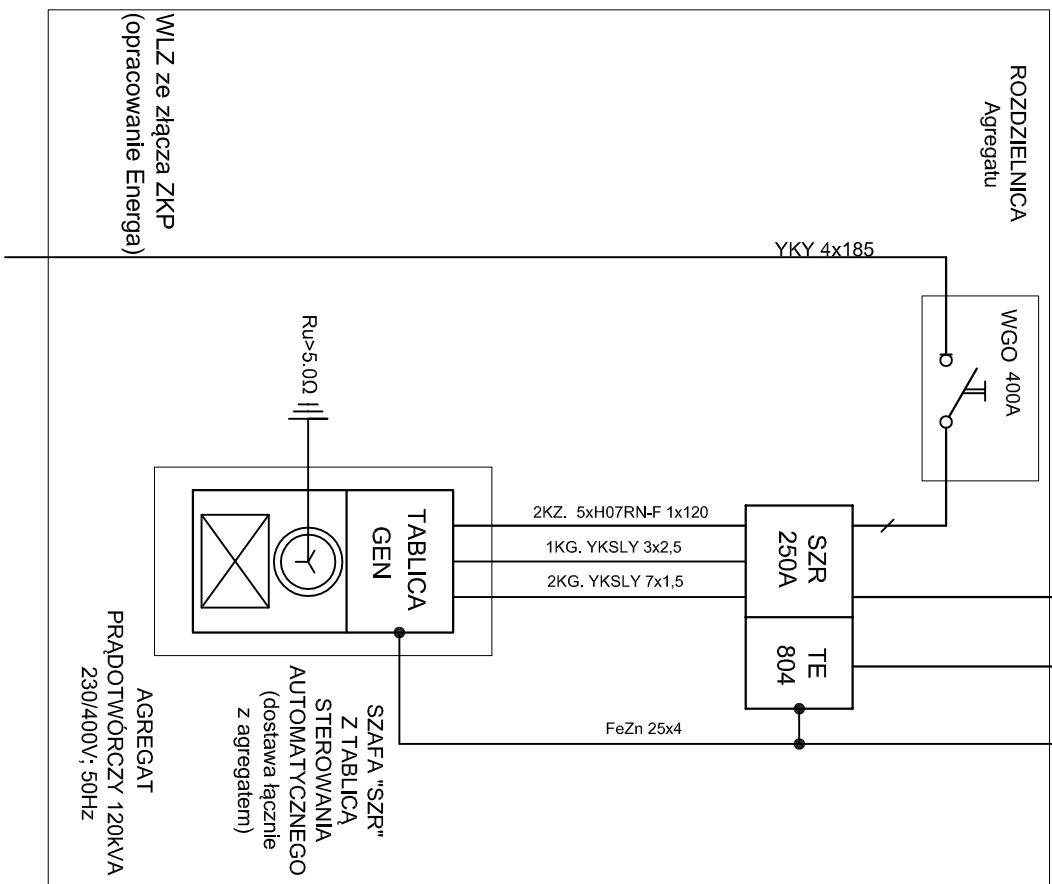 ROZDZIELNICA
Agregatu
WLZ ze złącza ZKP
(opracowanie Energa)
YKY 4x185
WGO 400A
Ru>5.0Ω
TABLICA
GEN
2KZ. 5xH07RN-F 1x120
1KG. YKSLY 3x2,5
2KG. YKSLY 7x1,5
SZR
250A
TE
804
FeZn 25x4
SZAFA "SZR"
Z TABLICĄ
STEROWANIA
AUTOMATYCZNEGO
(dostawa łącznie
z agregatem)
AGREGAT
PRĄDOTWÓRCZY 120kVA
230/400V; 50Hz